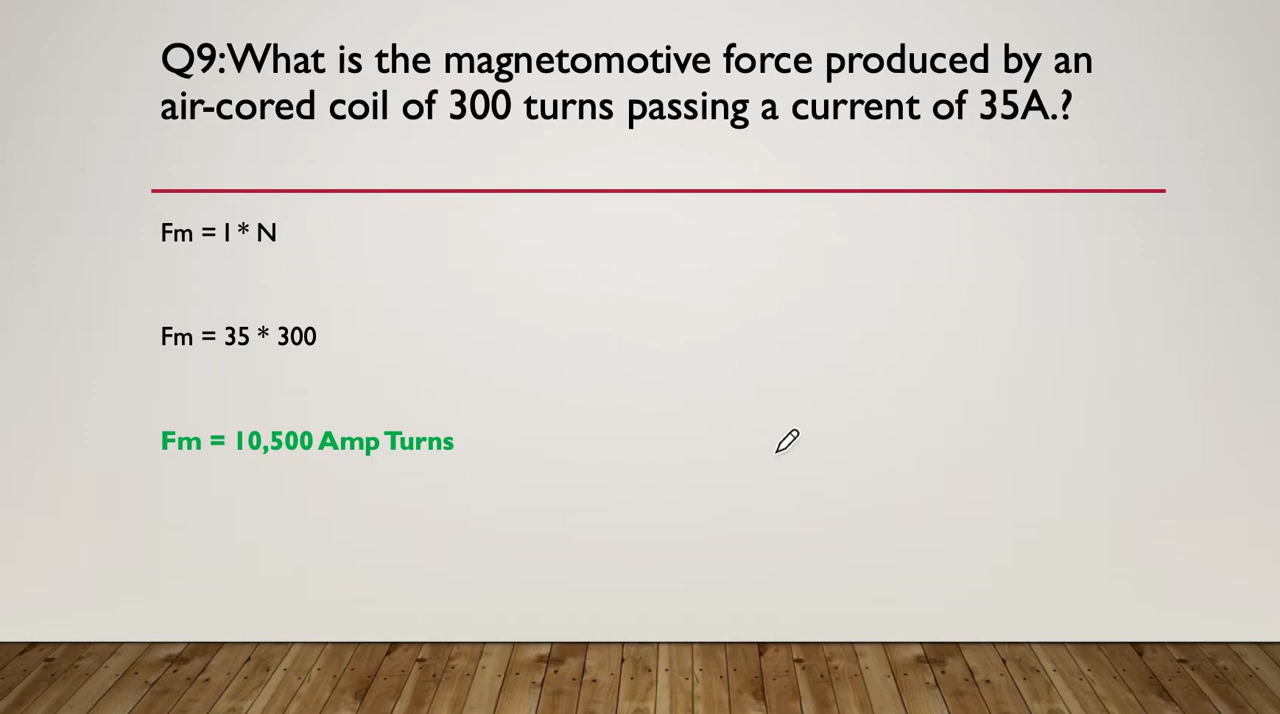 Q9:What is the magnetomotive force produced by an
air-cored coil of 300 turns passing a current of 35A.?
Fm = I * N
Fm = 35 * 300
Fm = 10,500 Amp Turns